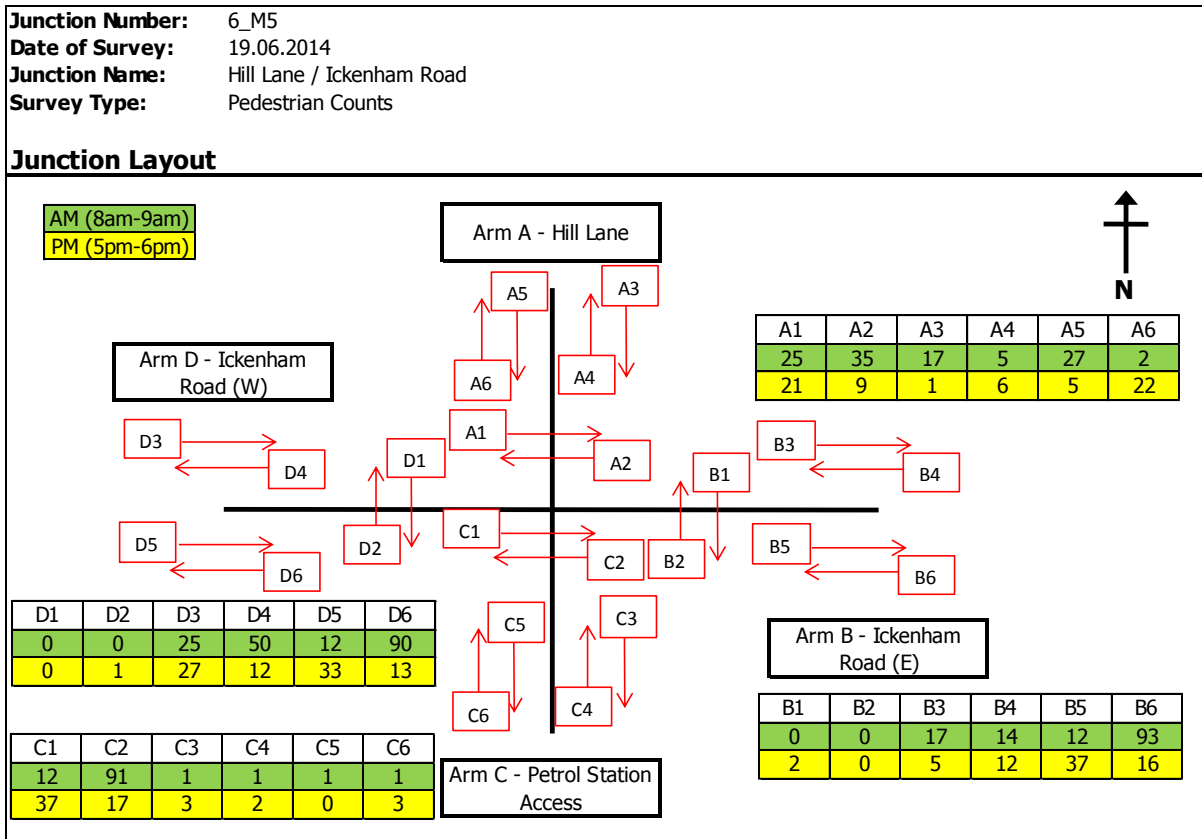 Junction Number: 6_M5
Date of Survey: 19.06.2014
Junction Name: Hill Lane / Ickenham Road
Survey Type: Pedestrian Counts
Junction Layout
AM (8am-9am)
PM (5pm-6pm)
Arm A - Hill Lane
N
A5
A3
A6
A4
A1 A2 A3 A4 A5 A6
25 35 17 5 27 2
21 9 1 6 5 22
Arm D - Ickenham
Road (W)
D3
D4
D1
A1
A2
B1
B3
B4
D5
D6
D2
C1
C2
B2
B5
B6
D1 D2 D3 D4 D5 D6
0 0 25 50 12 90
0 1 27 12 33 13
C5
C3
C6
C4
Arm B - Ickenham
Road (E)
B1 B2 B3 B4 B5 B6
0 0 17 14 12 93
2 0 5 12 37 16
C1 C2 C3 C4 C5 C6
12 91 1 1 1 1
37 17 3 2 0 3
Arm C - Petrol Station
Access